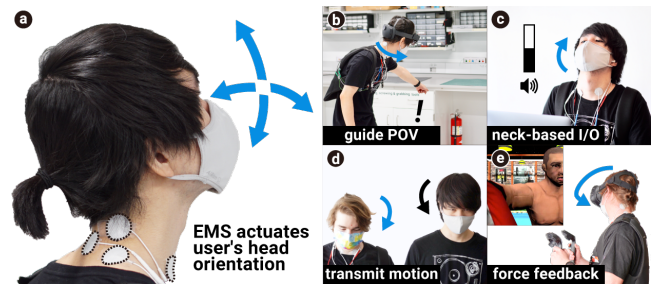 a
EMS actuates
user's head
orientation
b
!
guide POV
c
neck-based I/O
d
transmit motion
e
force feedback